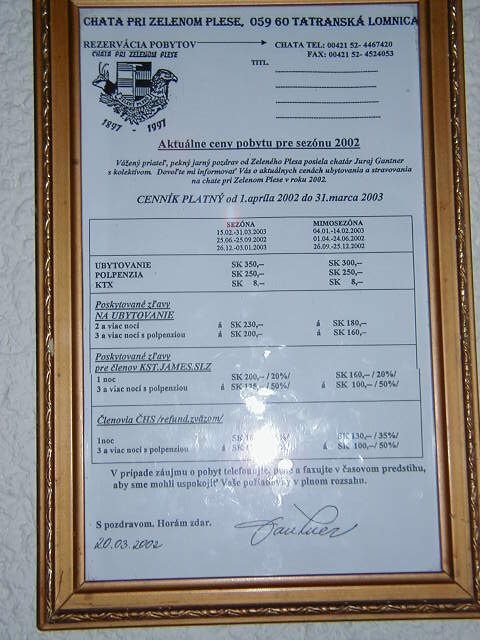 CHATA PRI ZELENOM PLESE, 059 60 TATRANSKÁ LOMNICA
REZERVÁCIA POBYTOV
CHATA TEL: 00421 52- 4467420
FAX: 00421 52- 4524053
CHATA PRI ZELENOM PLESE
TITL.
1897 - 1997
Aktuálne ceny pobytu pre sezónu 2002
Vážený priateľ, pekný jarný pozdrav od Zeleného Plesa posiela chatár Juraj Gantner
s kolektívom. Dovoľte mi informovať Vás o aktualnych cenách ubytovania a stravovania
na chate pri Zelenom Plese v roku 2002.
CENNÍK PLATNÝ od 1.apríla 2002 do 31.marca 2003
SEZÓNA MIMOSEZÓNA
15.02.-31.03.2003 04.01.-14.02.2003
25.06.-25.09.2002 01.04.-24.06.2002
26.12.-03.01.2003 26.09.-25.12.2002
UBYTOVANIE SK 350,– SK 300,–
POLPENZIA SK 250,– SK 250,–
KTX SK 8,– SK 8,–
Poskytované zľavy
NA UBYTOVANIE
2 a viac nocí á SK 230,– á SK 180,–
3 a viac nocí s polpenziou á SK 200,– á SK 160,–
Poskytované zľavy
pre členov KST.JAMES.SLZ
1 noc SK 200,– / 20%/ SK 160,– / 20%/
3 a viac nocí s polpenziou á SK 125,– / 50%/ á SK 100,– / 50%/
Členovia ČHS /refund.zväzom/
1noc SK / 35%/ SK 130,– / 35%/
3 a viac nocí s polpenziou á / 50%/ á SK 100,– / 50%/
V prípade záujmu o pobyt telefonujte, píšte a faxujte v časovom predstihu,
aby sme mohli uspokojiť Vaše požiadavky v plnom rozsahu.
S pozdravom. Horám zdar.
20.03.2002